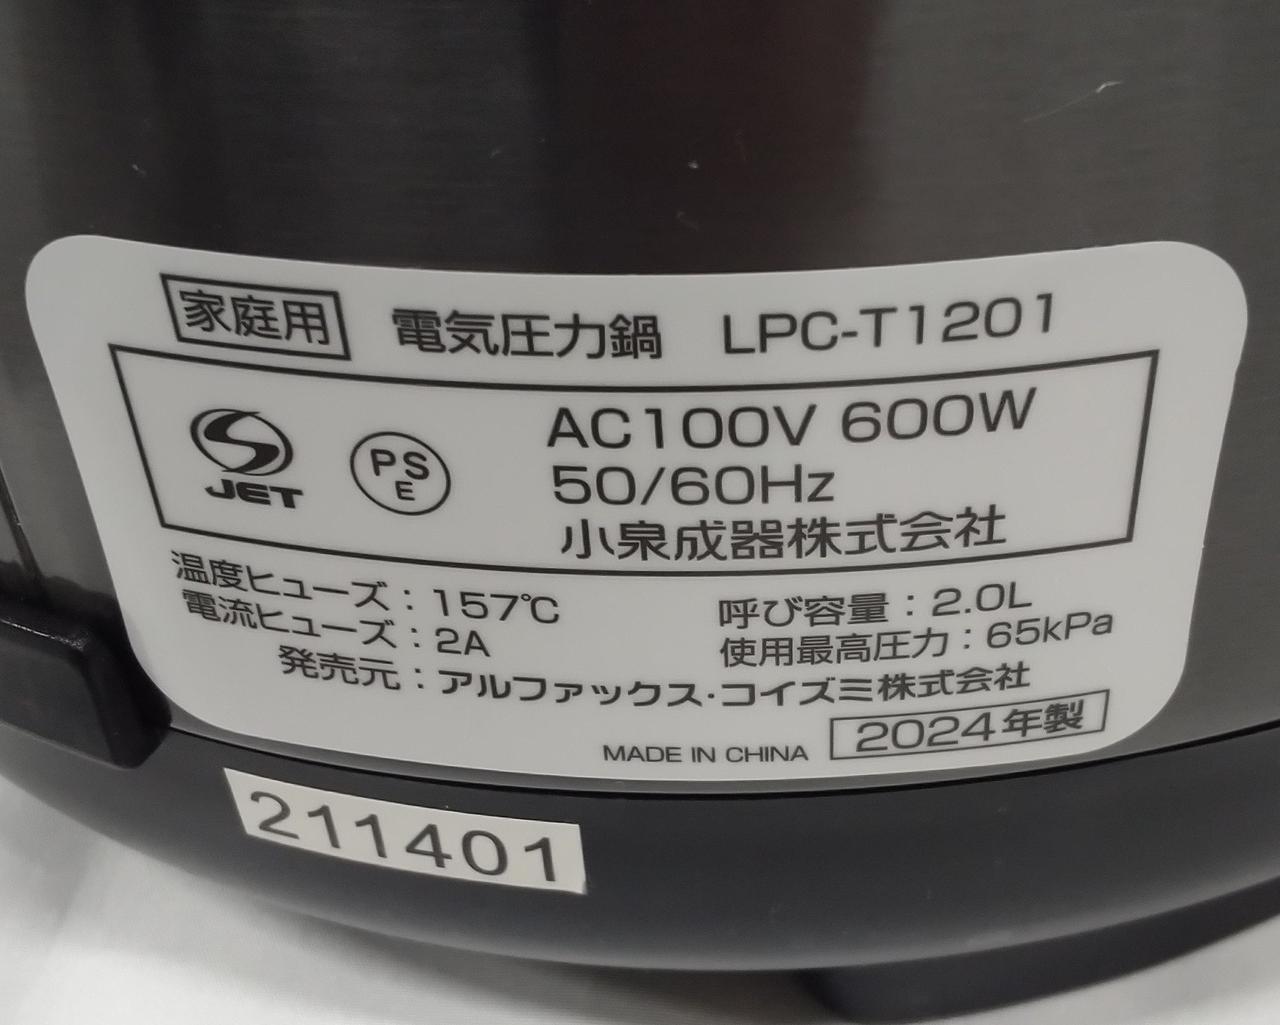 家庭用 電気圧力鍋 LPC-T1201
JET
PS
E
AC100V 600W
50/60Hz
小泉成器株式会社
温度ヒューズ：157℃
電流ヒューズ：2A
呼び容量：2.0L
使用最高圧力：65kPa
発売元：アルファックス・コイズミ株式会社
MADE IN CHINA 2024年製
211401